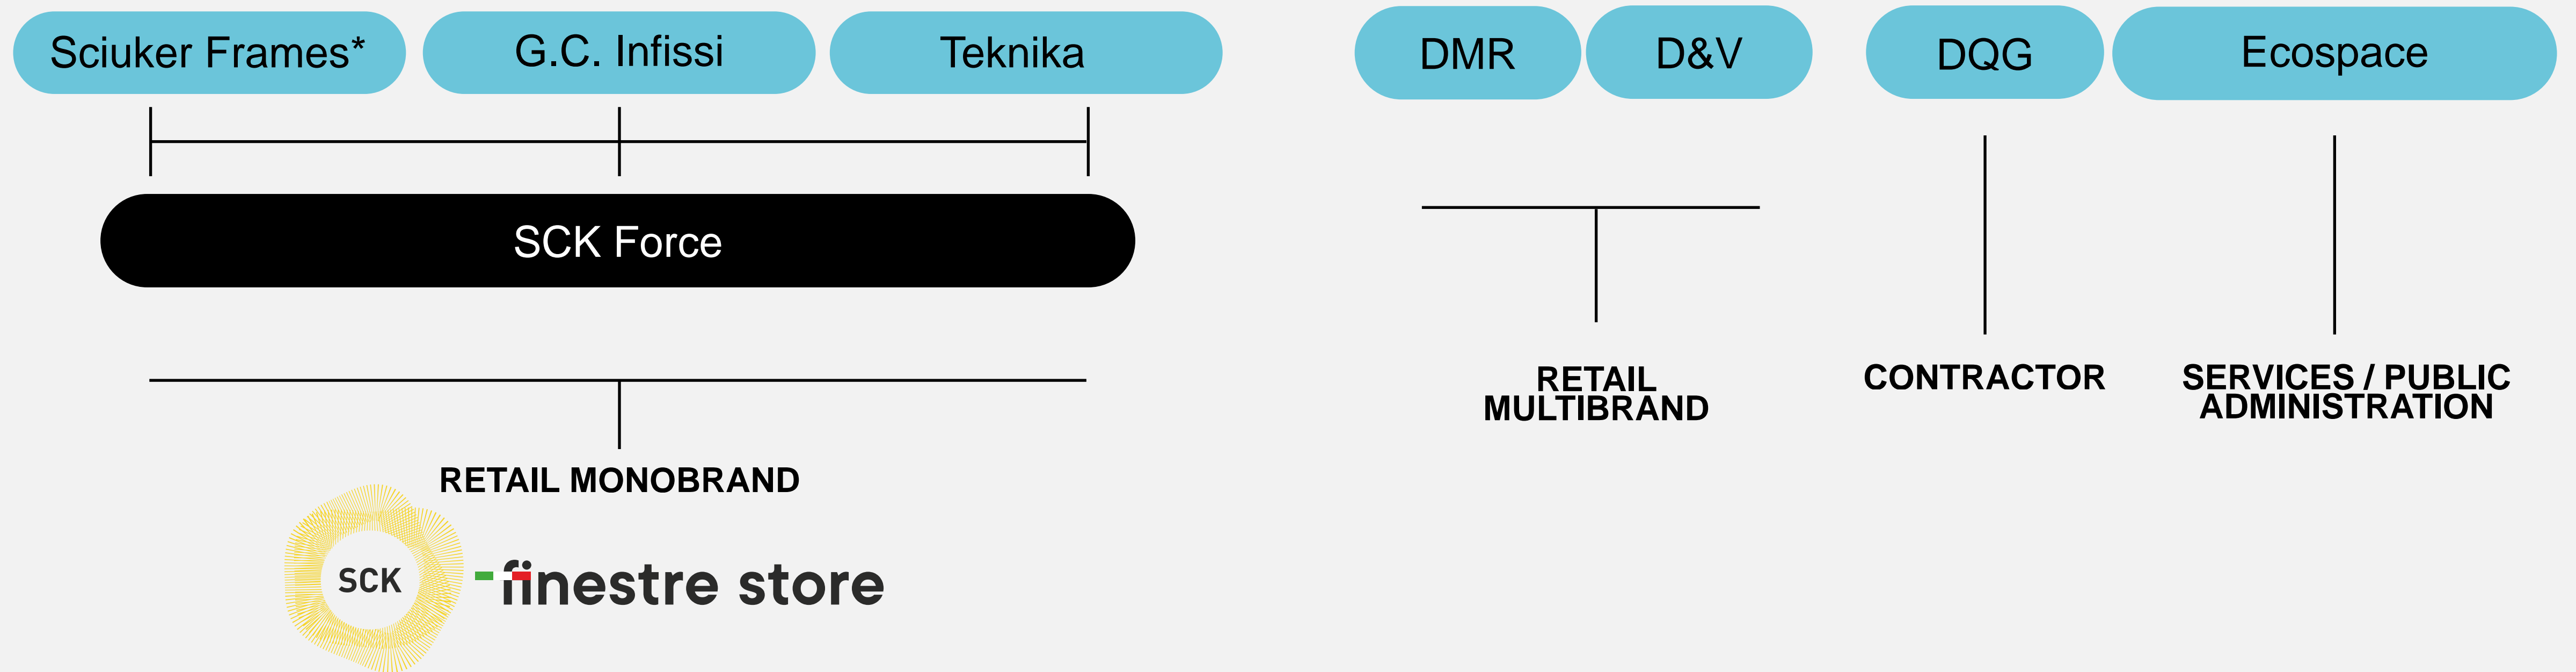 Sciuker Frames*
G.C. Infissi
Teknika
DMR
D&V
DQG
Ecospace
SCK Force
RETAIL MONOBRAND
RETAIL
MULTIBRAND
CONTRACTOR
SERVICES / PUBLIC
ADMINISTRATION
SCK
finestre store